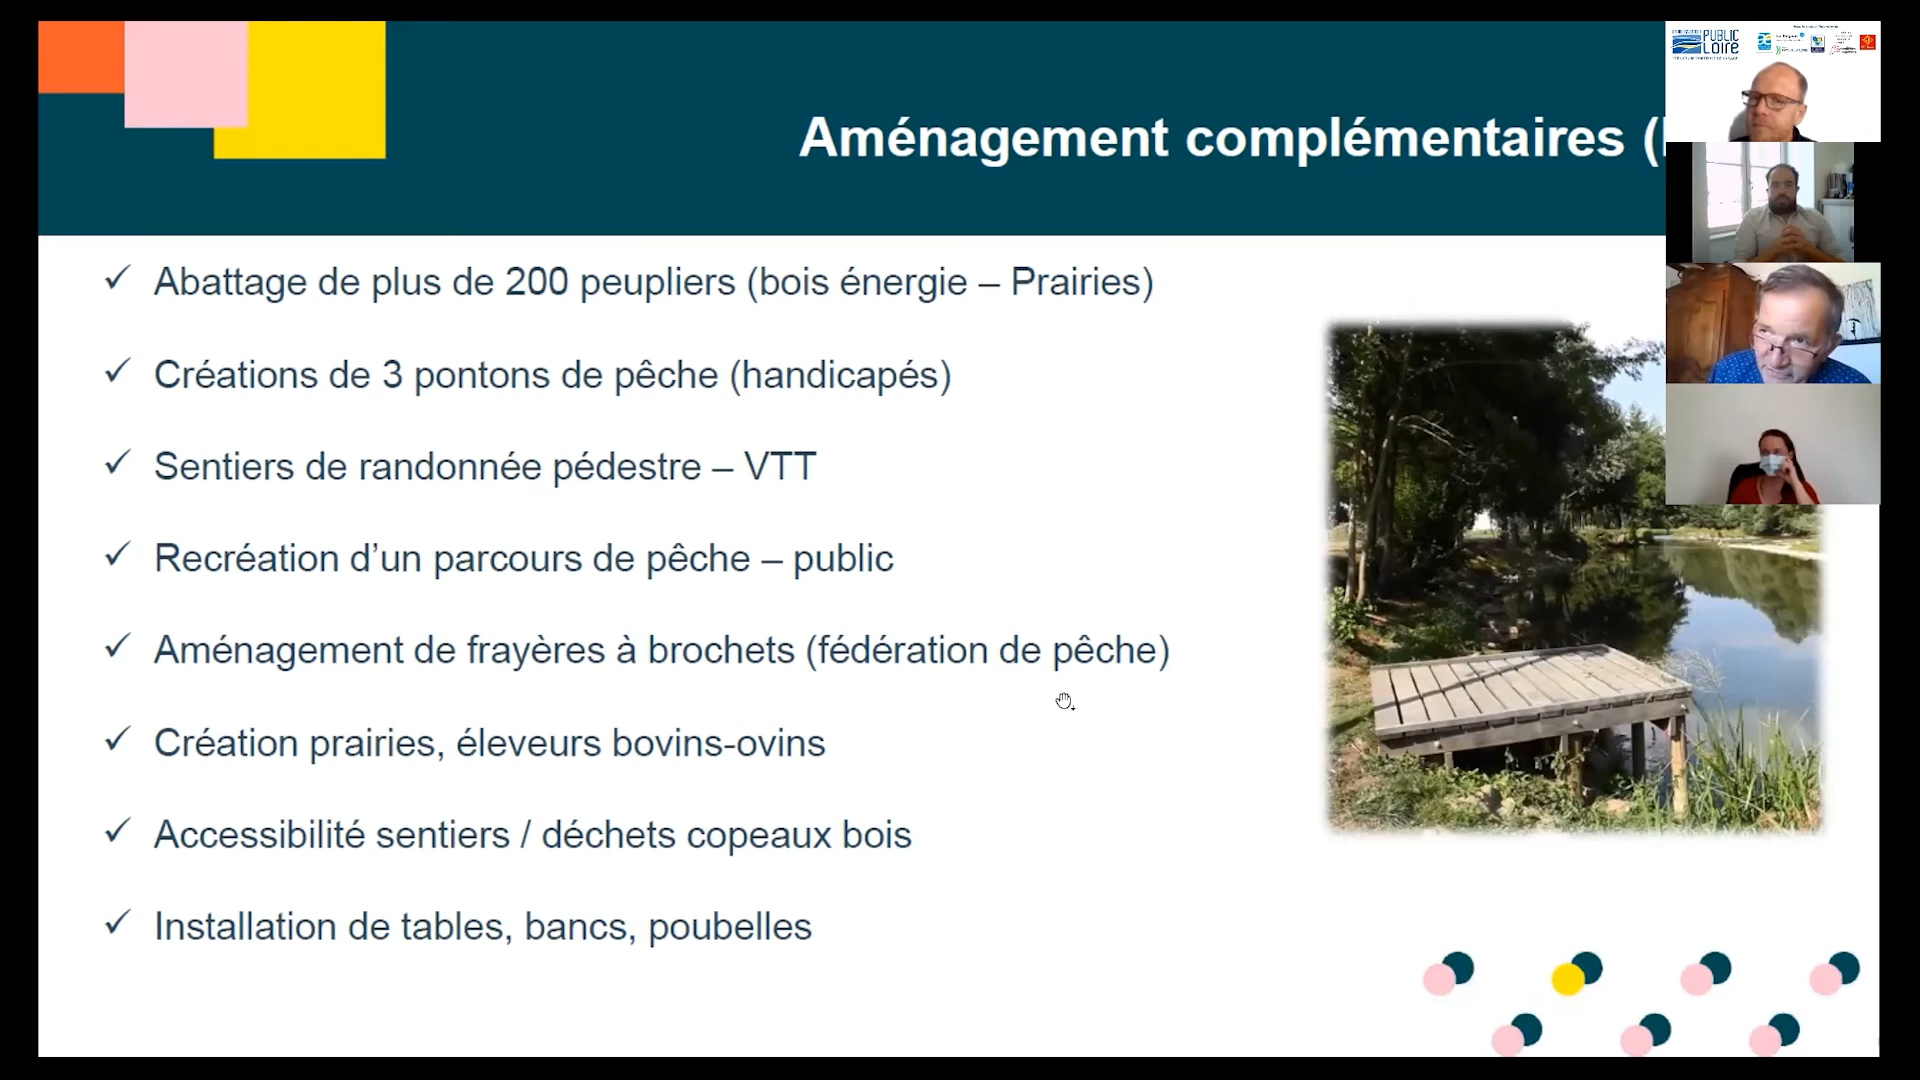 Aménagement complémentaires (
✓ Abattage de plus de 200 peupliers (bois énergie – Prairies)
✓ Créations de 3 pontons de pêche (handicapés)
✓ Sentiers de randonnée pédestre – VTT
✓ Recréation d’un parcours de pêche – public
✓ Aménagement de frayères à brochets (fédération de pêche)
✓ Création prairies, éleveurs bovins-ovins
✓ Accessibilité sentiers / déchets copeaux bois
✓ Installation de tables, bancs, poubelles
PUBLIC
LOIRE